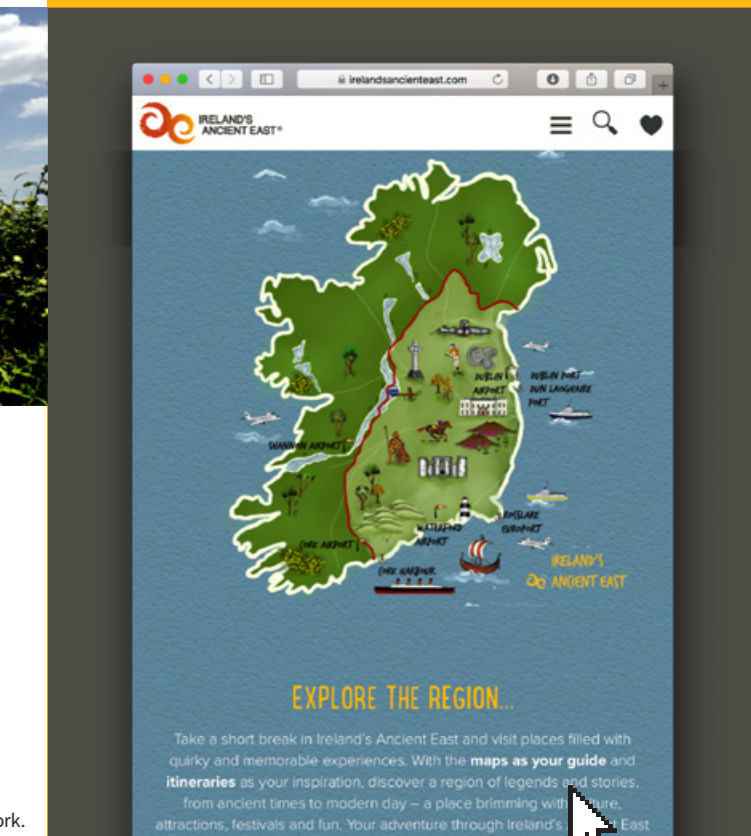 irelandsancienteast.com
IRELAND'S
ANCIENT EAST®
DUBLIN
AIRPORT
DUBLIN PORT
DUN LAOGHAIRE
PORT
SHANNON AIRPORT
ROSSLARE
EUROPORT
WATERFORD
AIRPORT
CORK AIRPORT
CORK HARBOUR
IRELAND'S
ANCIENT EAST
EXPLORE THE REGION...
Take a short break in Ireland's Ancient East and visit places filled with
quirky and memorable experiences. With the maps as your guide and
itineraries as your inspiration, discover a region of legends and stories,
from ancient times to modern day – a place brimming with
attractions, festivals and fun. Your adventure through Ireland's East